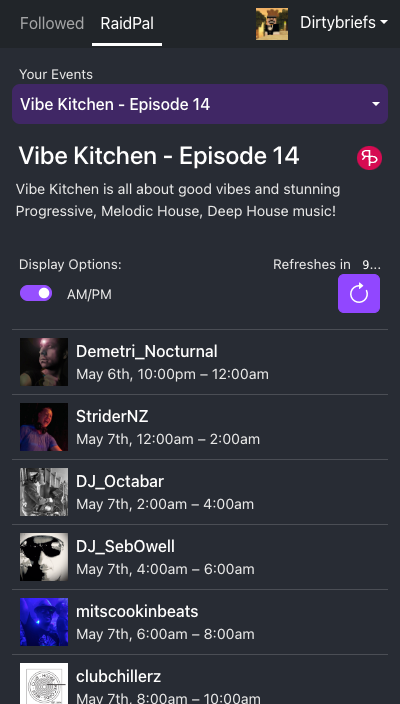 Followed RaidPal Dirtybriefs
Your Events
Vibe Kitchen - Episode 14
Vibe Kitchen - Episode 14
Vibe Kitchen is all about good vibes and stunning
Progressive, Melodic House, Deep House music!
Display Options: Refreshes in 9...
AM/PM
Demetri_Nocturnal
May 6th, 10:00pm – 12:00am
StriderNZ
May 7th, 12:00am – 2:00am
DJ_Octabar
May 7th, 2:00am – 4:00am
DJ_SebOwell
May 7th, 4:00am – 6:00am
mitscookinbeats
May 7th, 6:00am – 8:00am
clubchillerz
May 7th, 8:00am – 10:00am